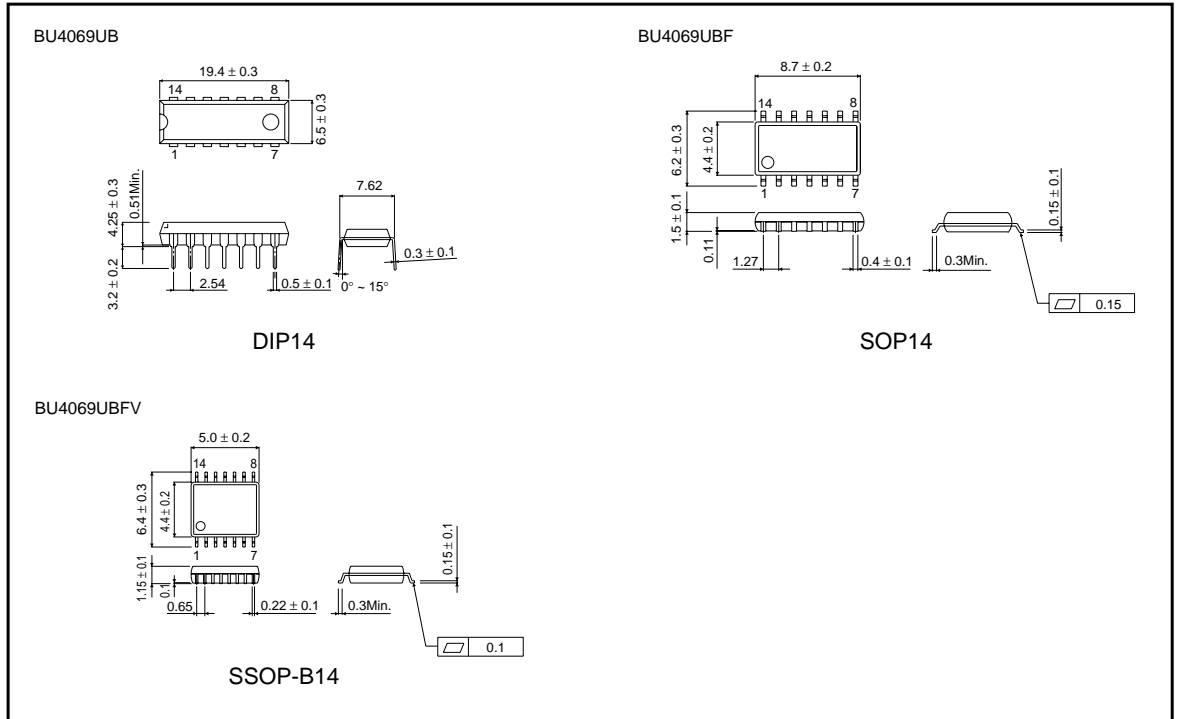 BU4069UB
19.4 ± 0.3
14 8
6.5 ± 0.3
1 7
4.25 ± 0.3
0.51Min.
3.2 ± 0.2
2.54
0.5 ± 0.1
7.62
0.3 ± 0.1
0° ~ 15°
DIP14
BU4069UBF
8.7 ± 0.2
14 8
6.2 ± 0.3
4.4 ± 0.2
1 7
1.5 ± 0.1
0.11
1.27
0.4 ± 0.1
0.3Min.
0.15 ± 0.1
0.15
SOP14
BU4069UBFV
5.0 ± 0.2
14 8
6.4 ± 0.3
4.4 ± 0.2
1 7
1.15 ± 0.1
0.1
0.65
0.22 ± 0.1
0.3Min.
0.15 ± 0.1
0.1
SSOP-B14